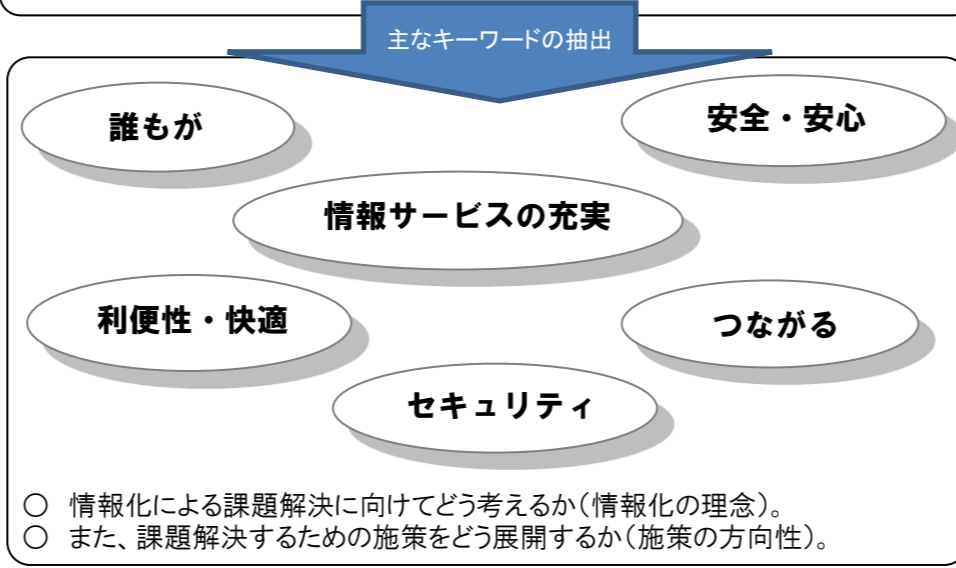 主なキーワードの抽出
誰もが
安全・安心
情報サービスの充実
利便性・快適
つながる
セキュリティ
○ 情報化による課題解決に向けてどう考えるか(情報化の理念)。
○ また、課題解決するための施策をどう展開するか(施策の方向性)。